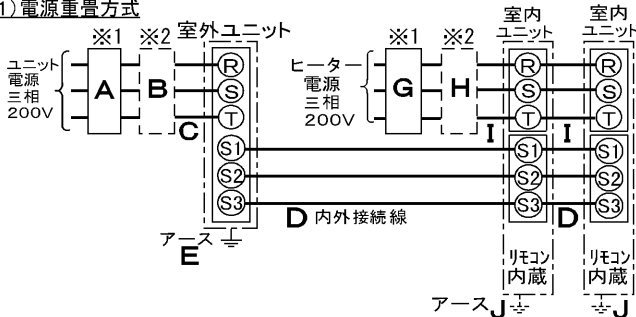 1)電源重畳方式
ユニット
電源
三相
200V
※1
※2
A
B
C
室外ユニット
R
S
T
S1
S2
S3
アース
E
ヒーター
電源
三相
200V
※1
※2
G
H
I
I
室内
ユニット
R
S
T
S1
S2
S3
リモコン
内蔵
室内
ユニット
R
S
T
S1
S2
S3
リモコン
内蔵
D 内外接続線
D
アースJ
J